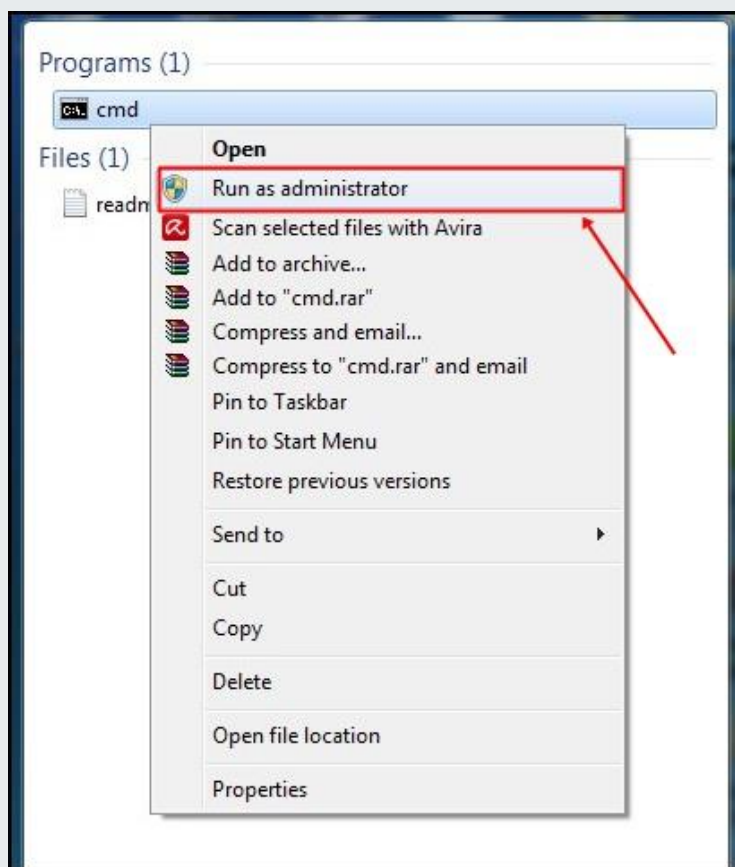 Programs (1)
cmd
Open
Files (1)
Run as administrator
readn
Scan selected files with Avira
Add to archive...
Add to "cmd.rar"
Compress and email...
Compress to "cmd.rar" and email
Pin to Taskbar
Pin to Start Menu
Restore previous versions
Send to
Cut
Copy
Delete
Open file location
Properties